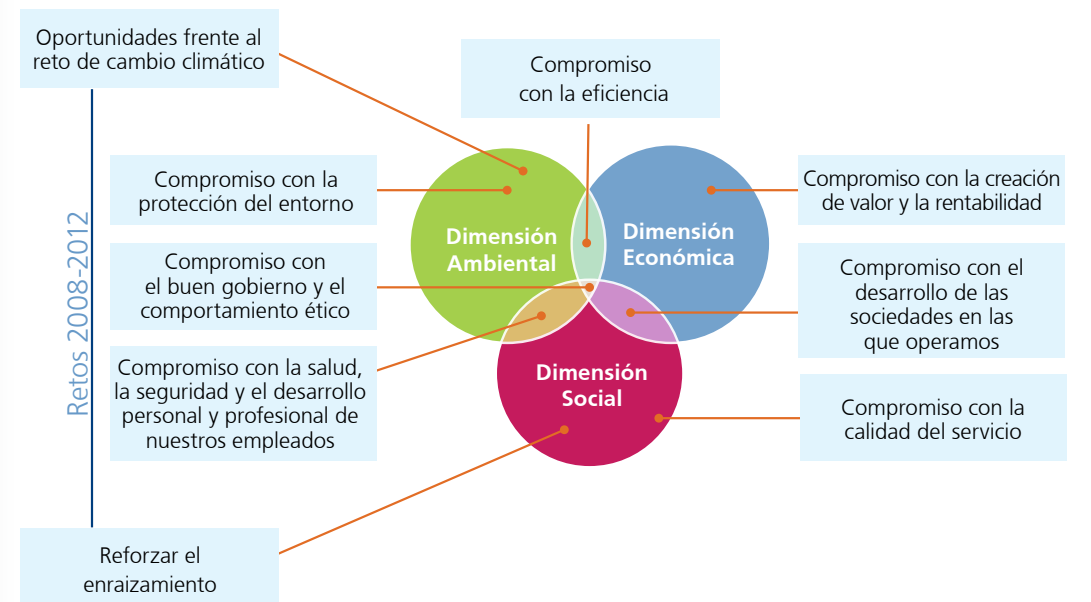 Oportunidades frente al
reto de cambio climático
Compromiso
con la eficiencia
Compromiso con la
protección del entorno
Compromiso con la creación
de valor y la rentabilidad
Retos 2008-2012
Dimensión
Ambiental
Dimensión
Económica
Compromiso con
el buen gobierno y el
comportamiento ético
Compromiso con el
desarrollo de las
sociedades en las
que operamos
Compromiso con la salud,
la seguridad y el desarrollo
personal y profesional de
nuestros empleados
Dimensión
Social
Compromiso con la
calidad del servicio
Reforzar el
enraizamiento